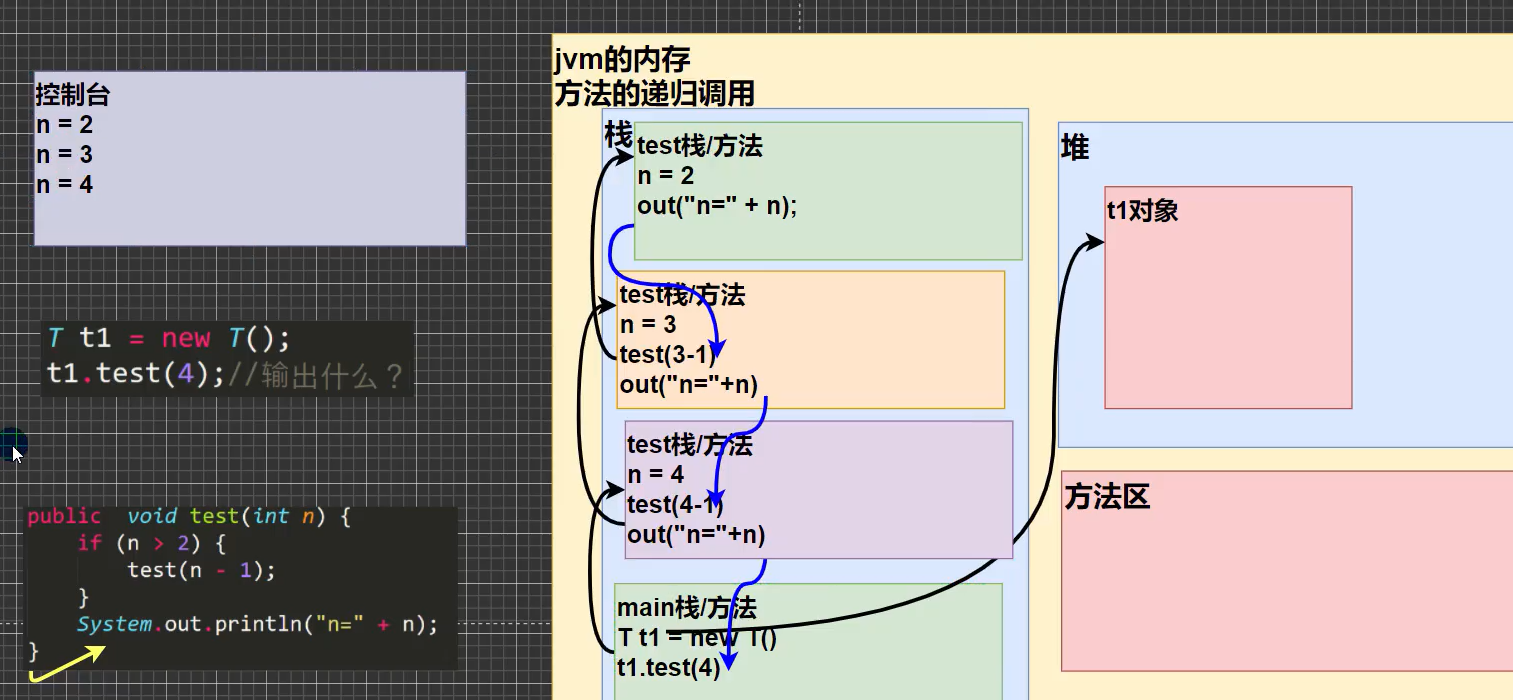 控制台
n = 2
n = 3
n = 4
T t1 = new T();
t1.test(4);//输出什么？
public  void test(int n) {
    if (n > 2) {
        test(n - 1);
    }
    System.out.println("n=" + n);
}
jvm的内存
方法的递归调用
栈
test栈/方法
n = 2
out("n=" + n);
test栈/方法
n = 3
test(3-1)
out("n="+n)
test栈/方法
n = 4
test(4-1)
out("n="+n)
main栈/方法
T t1 = new T()
t1.test(4)
堆
t1对象
方法区